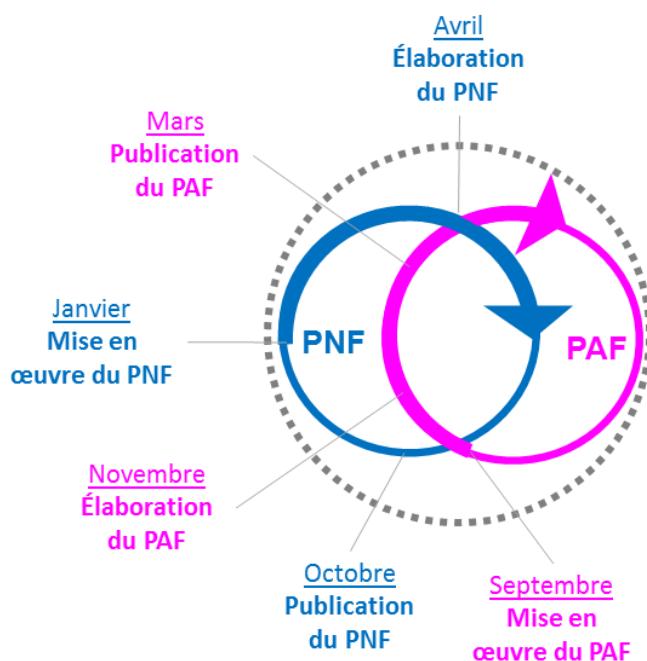 Avril
Élaboration
du PNF
Mars
Publication
du PAF
Janvier
Mise en
œuvre du PNF
PNF
PAF
Novembre
Élaboration
du PAF
Octobre
Publication
du PNF
Septembre
Mise en
œuvre du PAF